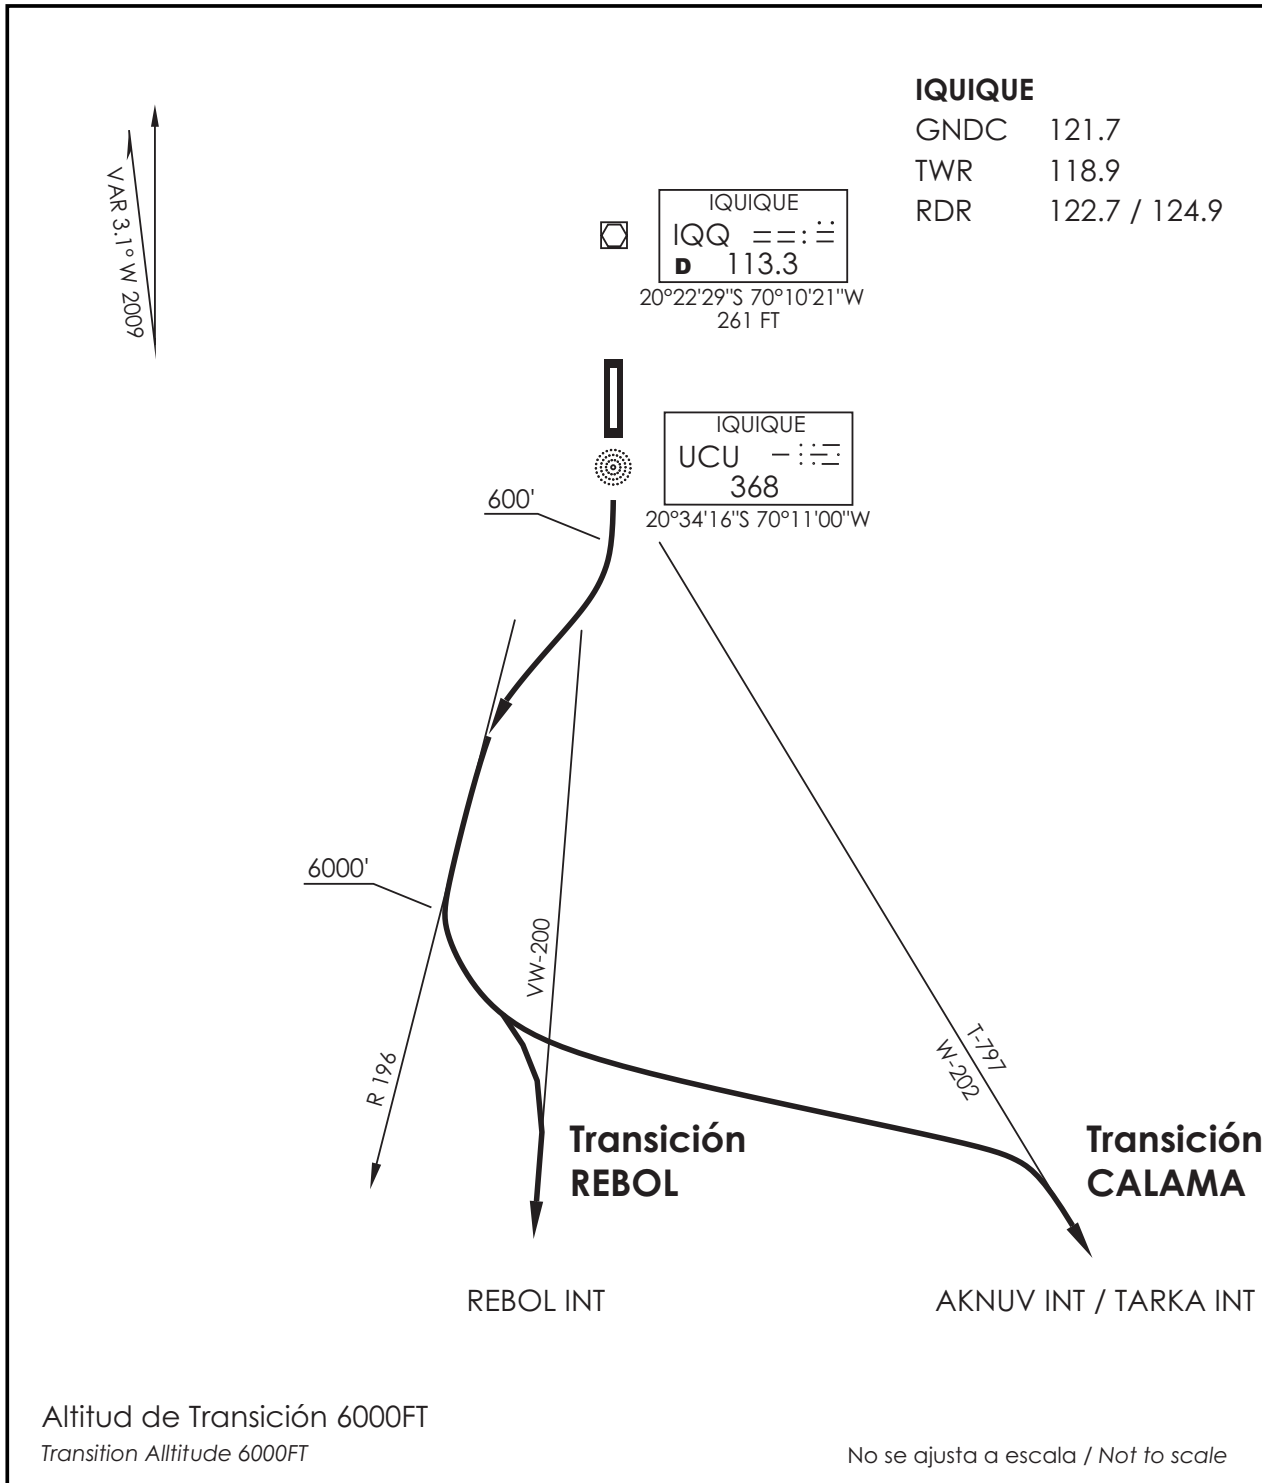 IQUIQUE
GNDC 121.7
TWR 118.9
RDR 122.7 / 124.9
VAR 3.1° W 2009
IQUIQUE
IQQ
D 113.3
20°22'29"S 70°10'21"W
261 FT
IQUIQUE
UCU
368
20°34'16"S 70°11'00"W
600'
6000'
VW-200
R 196
T-797
W-202
Transición
REBOL
Transición
CALAMA
REBOL INT
AKNUV INT / TARKA INT
Altitud de Transición 6000FT
Transition Alltitude 6000FT
No se ajusta a escala / Not to scale